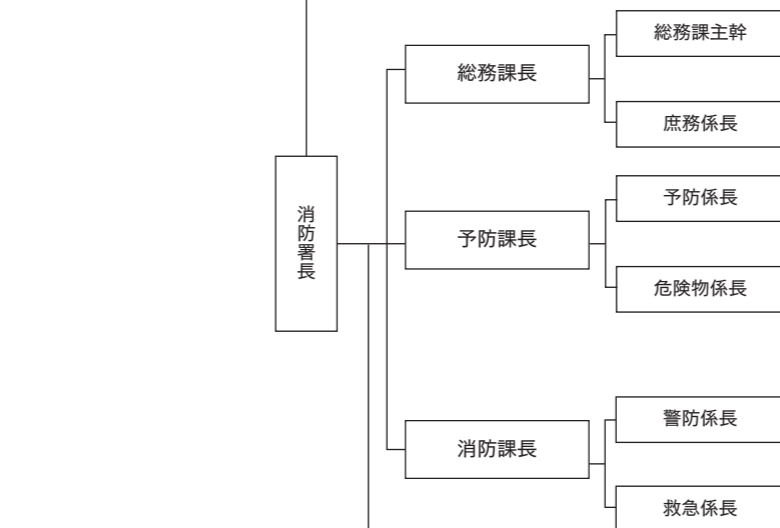 消防署長
総務課長
総務課主幹
庶務係長
予防課長
予防係長
危険物係長
消防課長
警防係長
救急係長